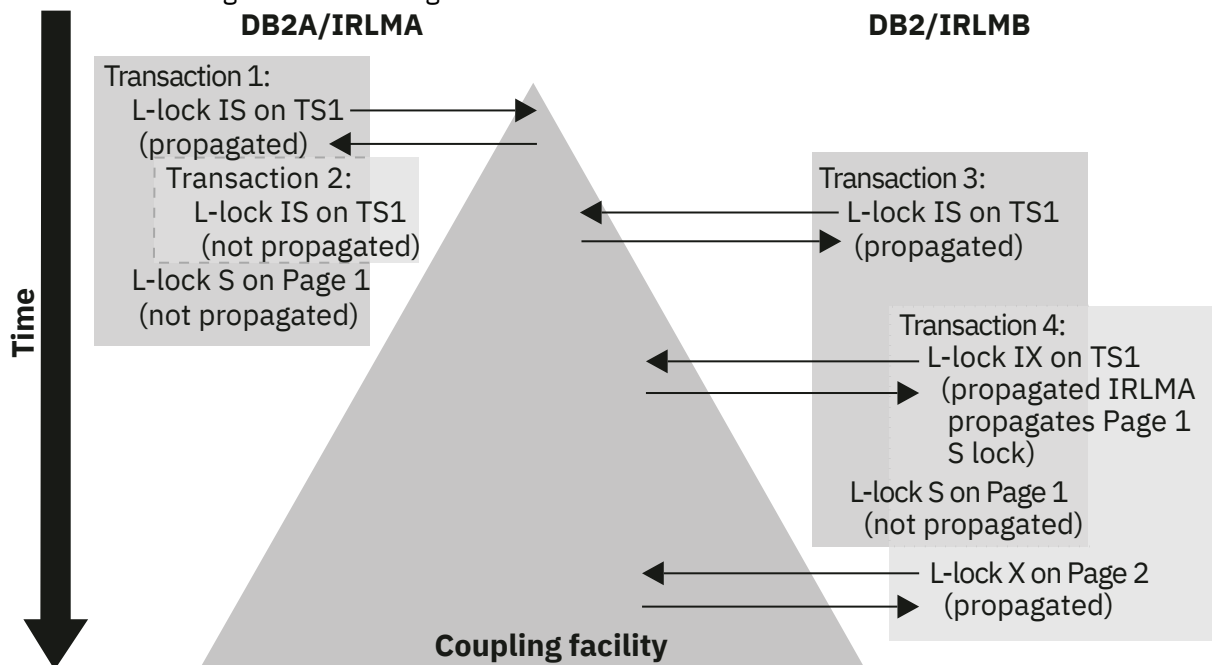 DB2A/IRLMA
DB2/IRLMB
Transaction 1:
L-lock IS on TS1
(propagated)
Transaction 2:
L-lock IS on TS1
(not propagated)
L-lock S on Page 1
(not propagated)
Transaction 3:
L-lock IS on TS1
(propagated)
Transaction 4:
L-lock IX on TS1
(propagated IRLMA
propagates Page 1
S lock)
L-lock S on Page 1
(not propagated)
L-lock X on Page 2
(propagated)
Time
Coupling facility